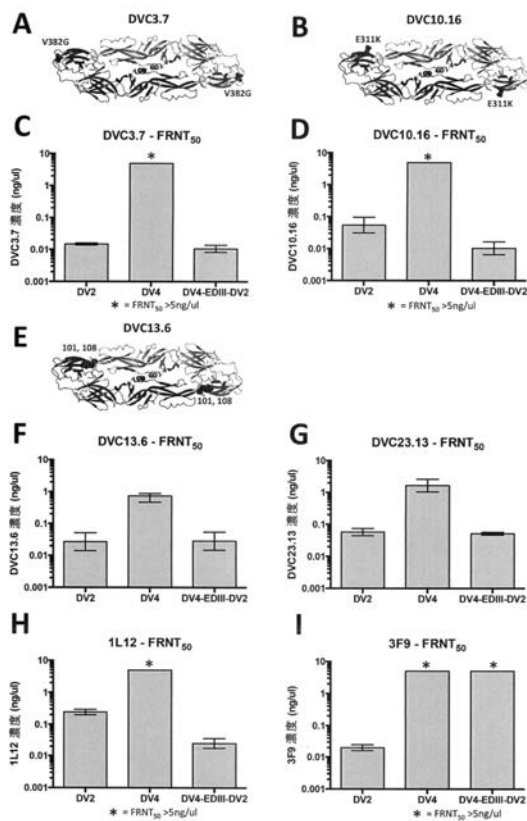 A
DVC3.7
V382G
V382G
B
DVC10.16
E311K
E311K
C
DVC3.7 - FRNT50
DVC3.7 濃度 (ng/ul)
10
1
0.1
0.01
0.001
*
DV2 DV4 DV4-EDIII-DV2
* = FRNT50 >5ng/ul
D
DVC10.16 - FRNT50
DVC10.16 濃度 (ng/ul)
10
1
0.1
0.01
0.001
*
DV2 DV4 DV4-EDIII-DV2
* = FRNT50 >5ng/ul
E
DVC13.6
101, 108
101, 108
F
DVC13.6 - FRNT50
DVC13.6 濃度 (ng/ul)
10
1
0.1
0.01
0.001
DV2 DV4 DV4-EDIII-DV2
G
DVC23.13 - FRNT50
DVC23.13 濃度 (ng/ul)
10
1
0.1
0.01
0.001
DV2 DV4 DV4-EDIII-DV2
H
1L12 - FRNT50
1L12 濃度 (ng/ul)
10
1
0.1
0.01
0.001
*
DV2 DV4 DV4-EDIII-DV2
* = FRNT50 >5ng/ul
I
3F9 - FRNT50
3F9 濃度 (ng/ul)
10
1
0.1
0.01
0.001
* *
DV2 DV4 DV4-EDIII-DV2
* = FRNT50 >5ng/ul